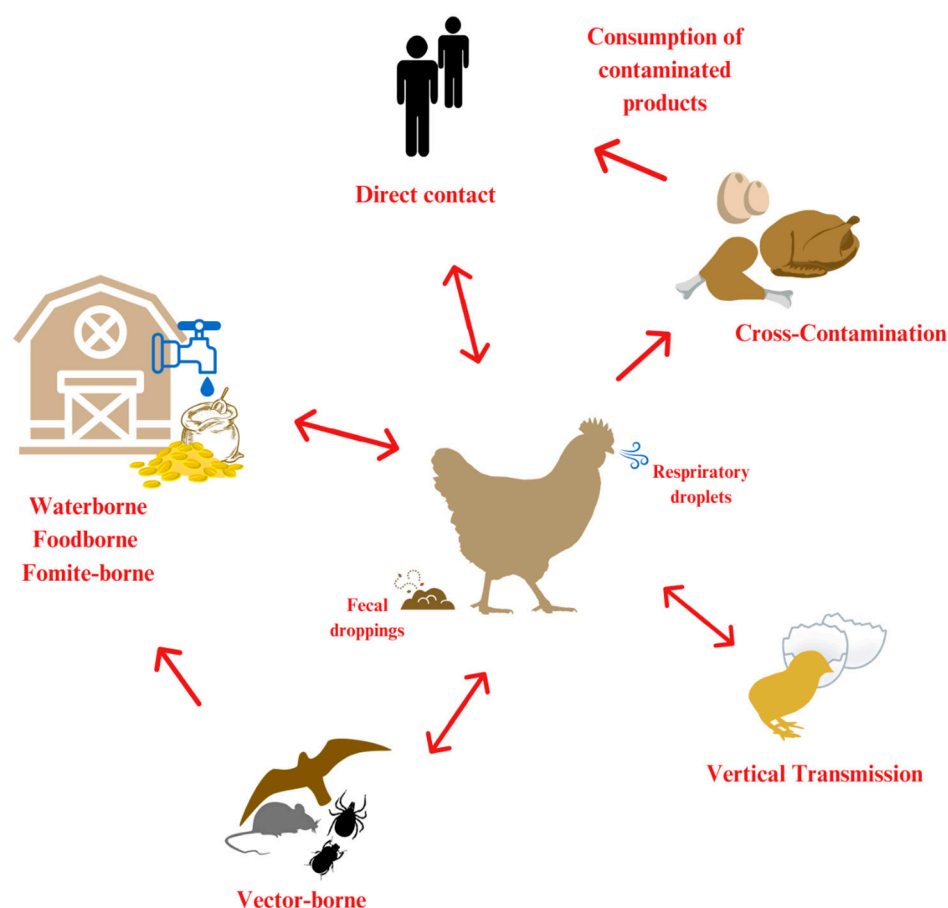 Consumption of
contaminated
products
Direct contact
Cross-Contamination
Respriratory
droplets
Waterborne
Foodborne
Fomite-borne
Fecal
droppings
Vertical Transmission
Vector-borne